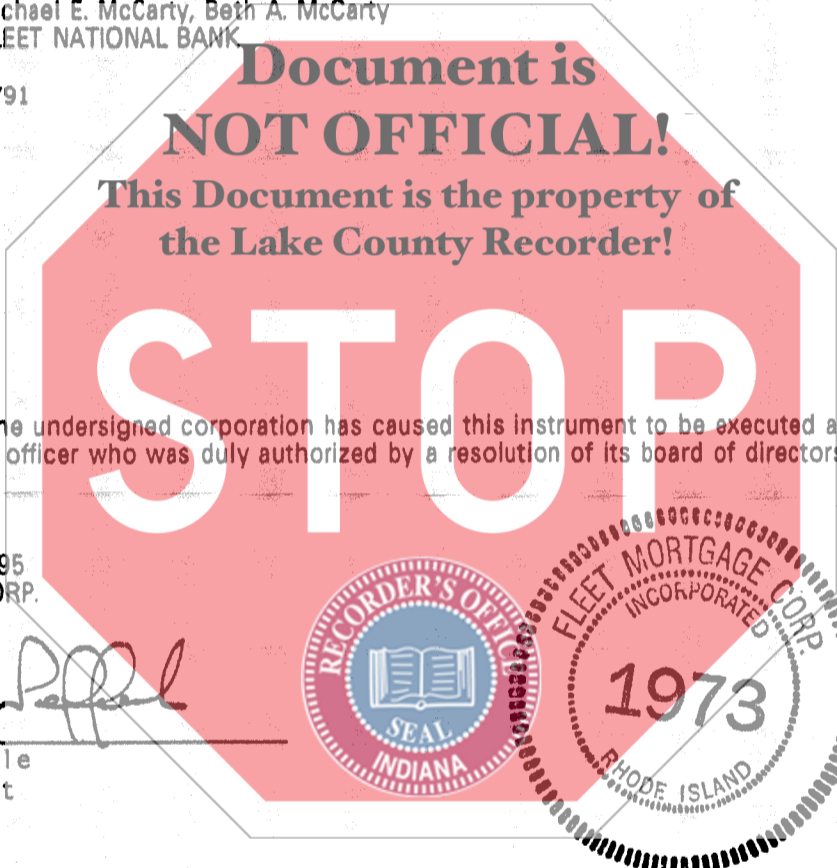 chael E. McCarty, Beth A. McCarty
EET NATIONAL BANK
Document is
'91
NOT OFFICIAL!
This Document is the property of
the Lake County Recorder!
STOP
e undersigned corporation has caused this instrument to be executed a
officer who was duly authorized by a resolution of its board of directors
95
ORP.
RECORDER'S OFFICE
SEAL
INDIANA
FLEET MORTGAGE CORP.
INCORPORATED
1973
RHODE ISLAND
le
t